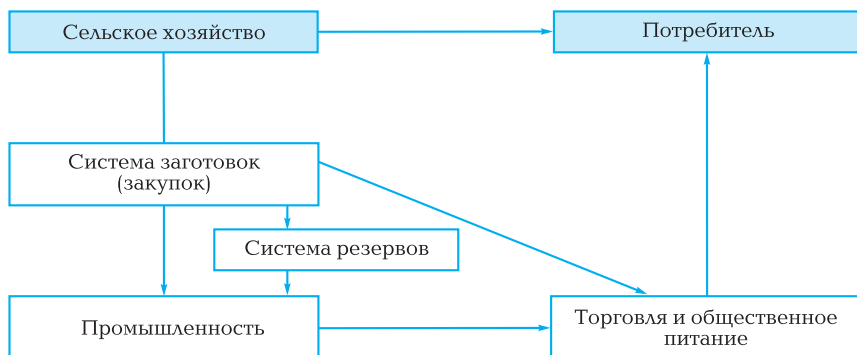 Сельское хозяйство
Потребитель
Система заготовок
(закупок)
Система резервов
Промышленность
Торговля и общественное
питание